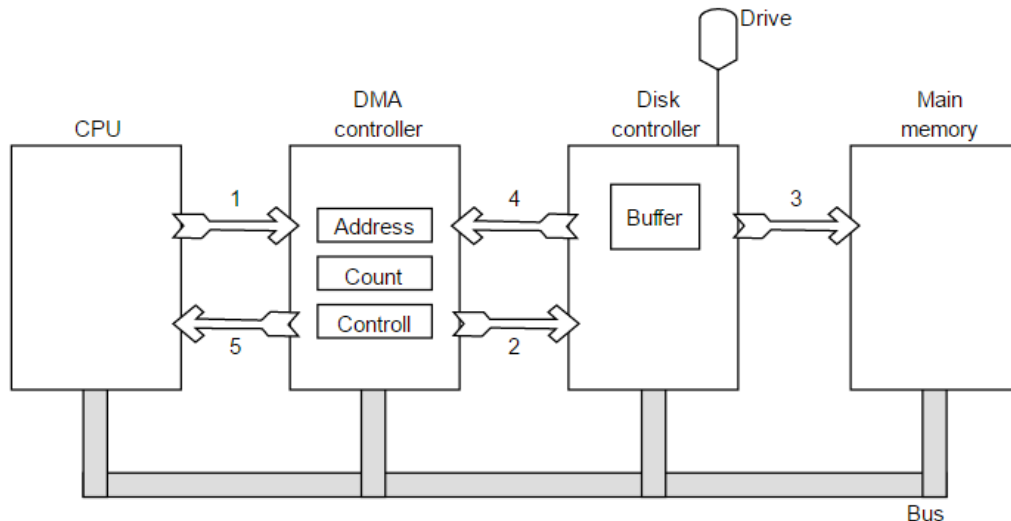 Drive
DMA
controller
Disk
controller
Main
memory
CPU
1
4
3
Address
Buffer
Count
Controll
5
2
Bus